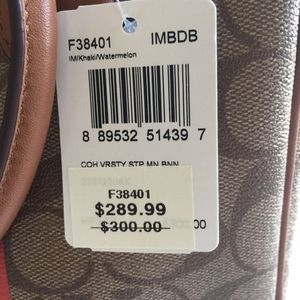 F38401 IMBDB
IM/Khaki/Watermelon
8 89532 51439 7
COH VRSTY STP MN BNN
F38401
$289.99
$300.00